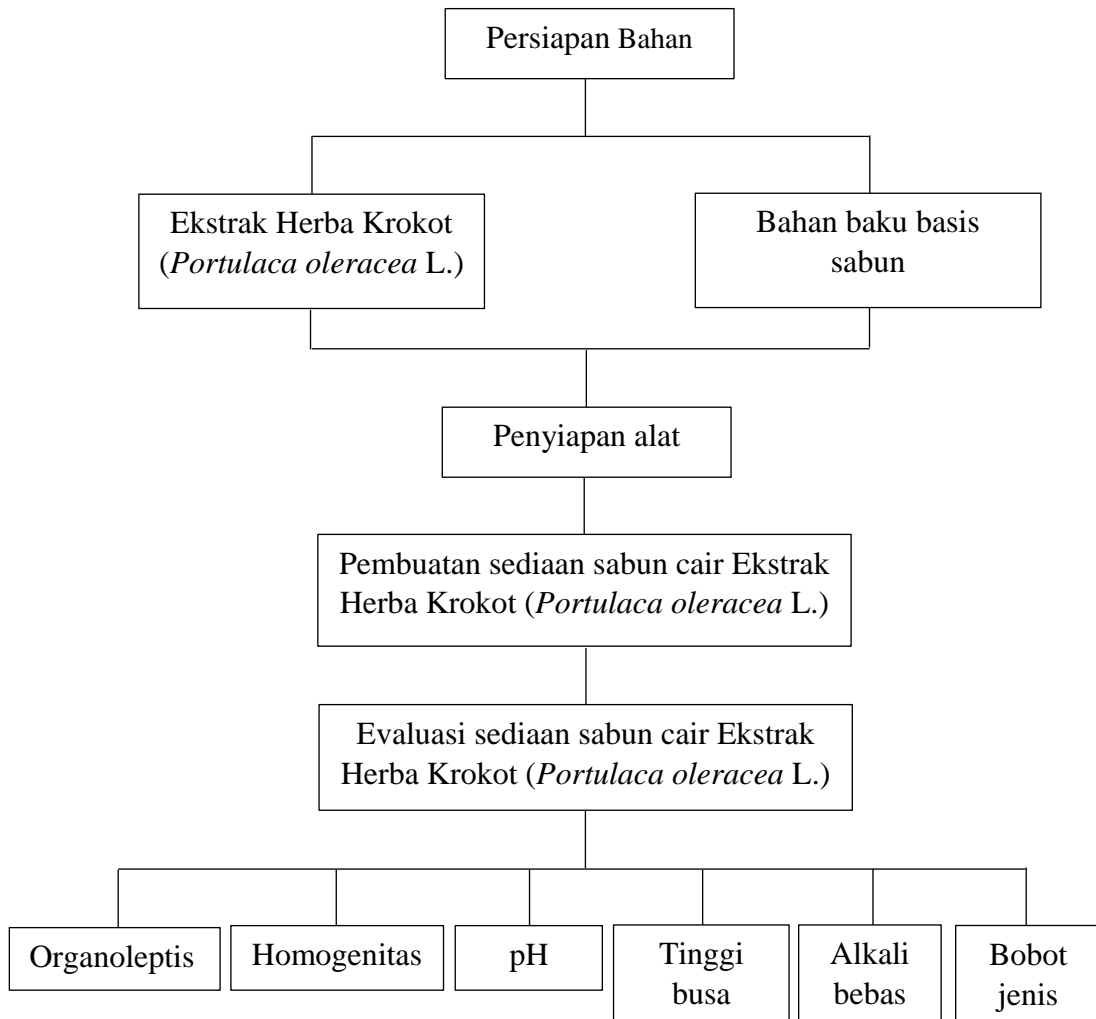 Persiapan Bahan
Ekstrak Herba Krokot
(Portulaca oleracea L.)
Bahan baku basis
sabun
Penyiapan alat
Pembuatan sediaan sabun cair Ekstrak
Herba Krokot (Portulaca oleracea L.)
Evaluasi sediaan sabun cair Ekstrak
Herba Krokot (Portulaca oleracea L.)
Organoleptis
Homogenitas
pH
Tinggi
busa
Alkali
bebas
Bobot
jenis